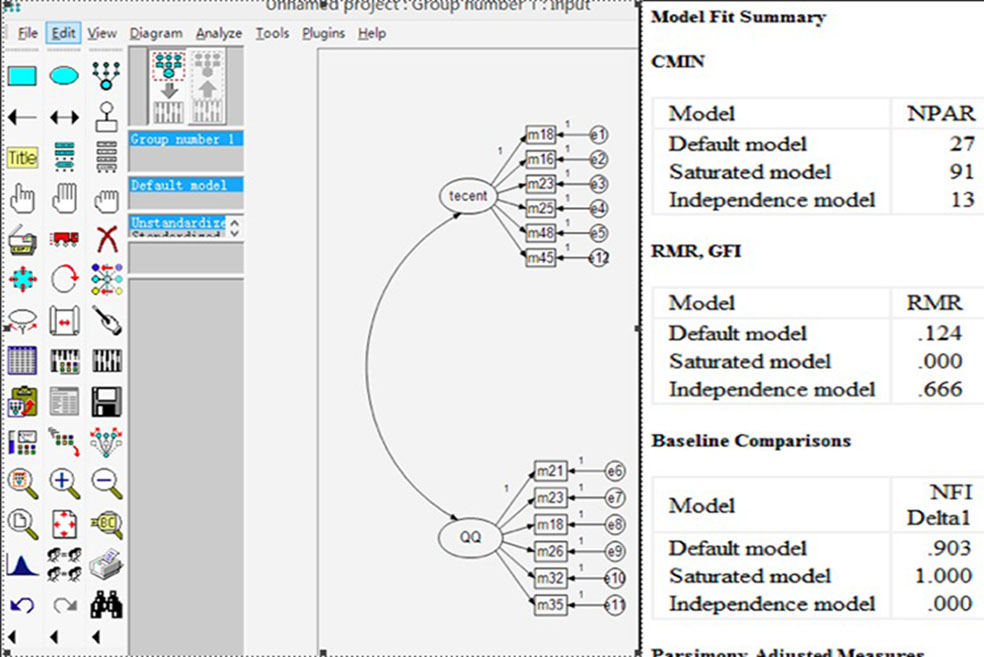 Unnamed project : Group number 1 : Input
File Edit View Diagram Analyze Tools Plugins Help
Title
Group number 1
Default model
Unstandardize
Standardized
tecent
m18 1 e1
1
m16 1 e2
m23 1 e3
m25 1 e4
m48 1 e5
m45 1 e12
QQ
m21 1 e6
1
m23 1 e7
m18 1 e8
m26 1 e9
m32 1 e10
m35 1 e11
Model Fit Summary
CMIN
Model NPAR
Default model 27
Saturated model 91
Independence model 13
RMR, GFI
Model RMR
Default model .124
Saturated model .000
Independence model .666
Baseline Comparisons
Model NFI
Delta1
Default model .903
Saturated model 1.000
Independence model .000
Parsimony-Adjusted Measures